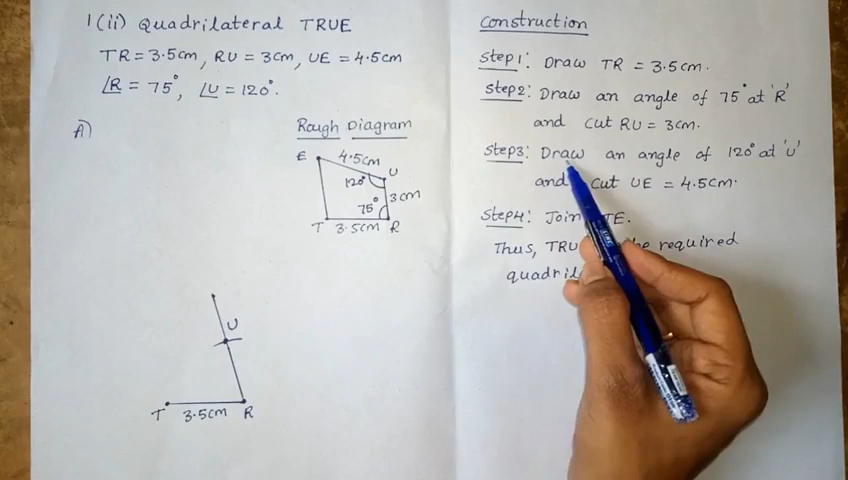 1(ii) Quadrilateral TRUE
TR = 3.5cm, RU = 3cm, UE = 4.5cm
∠R = 75°, ∠U = 120°.
A)
Rough Diagram
E 4.5cm U
120°
3cm
75°
T 3.5cm R
U
T 3.5cm R
Construction
Step1: Draw TR = 3.5cm.
Step2: Draw an angle of 75° at 'R'
and cut RU = 3cm.
Step3: Draw an angle of 120° at 'U'
and cut UE = 4.5cm.
Step4: Join TE.
Thus, required